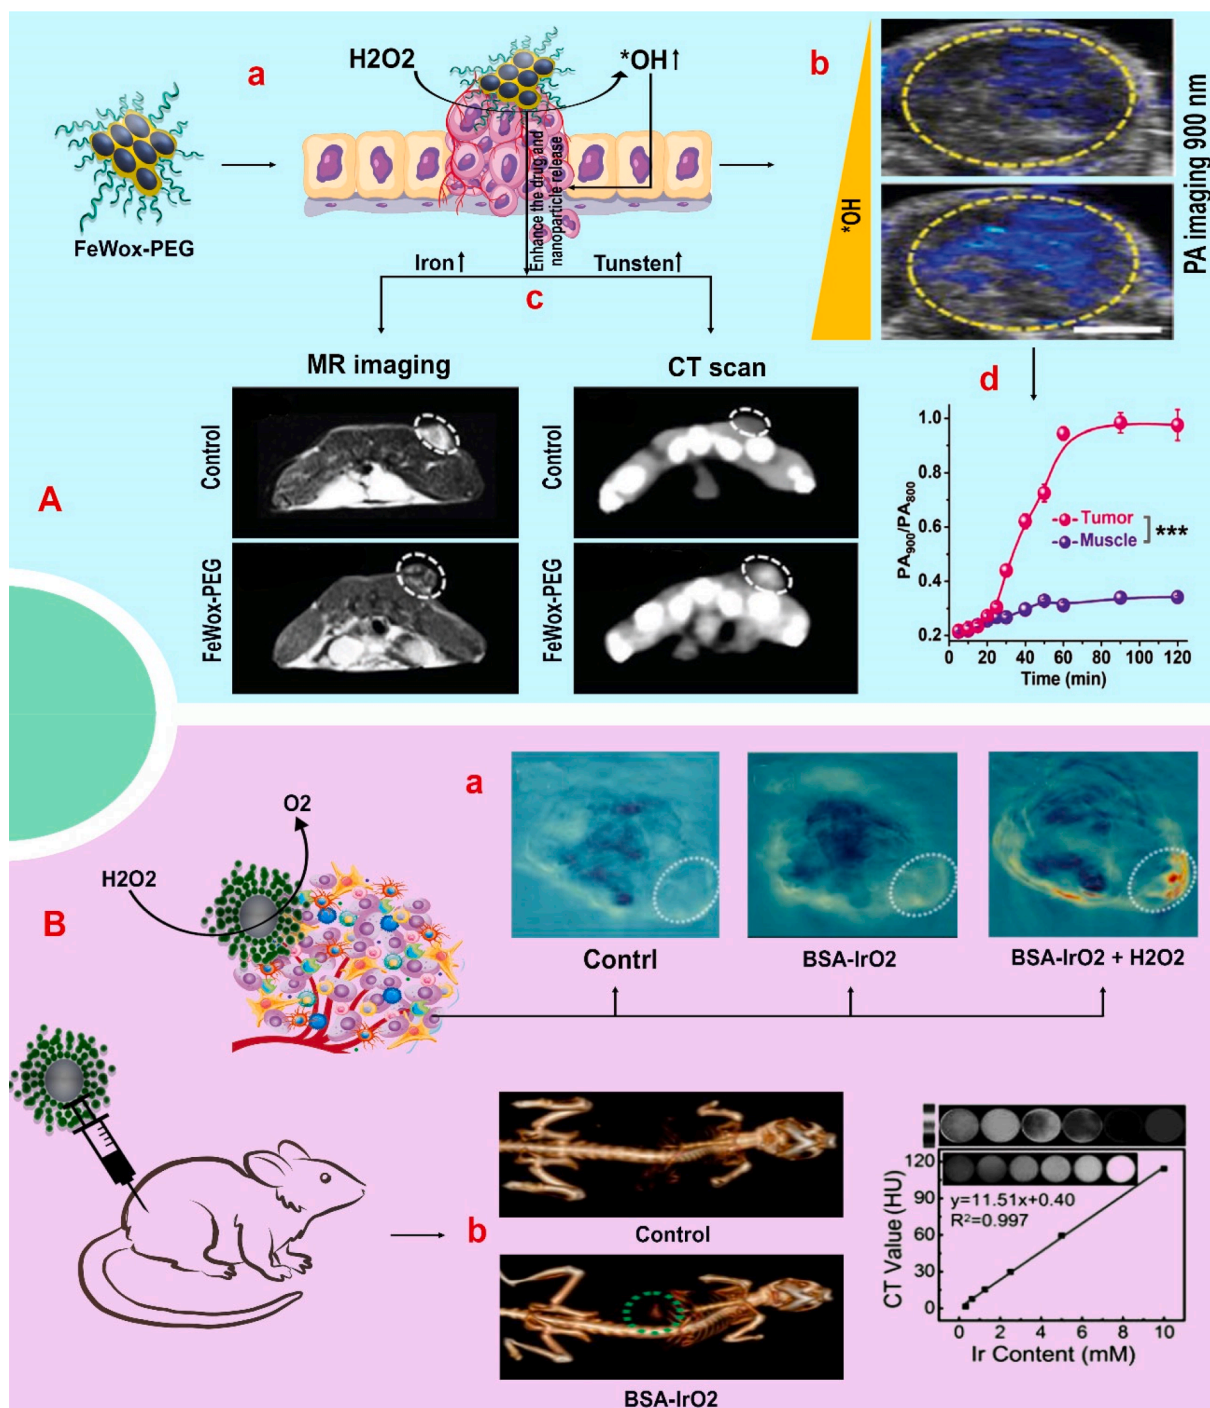 a
H2O2
*OH↑
b
FeWox-PEG
Enhance the drug and
nanoparticle release
*OH
PA imaging 900 nm
Iron↑
Tunsten↑
c
MR imaging
CT scan
Control
Control
FeWox-PEG
FeWox-PEG
A
d
1.0
0.8
0.6
0.4
0.2
PA900/PA800
Tumor
Muscle
***
0 20 40 60 80 100 120
Time (min)
B
a
O2
H2O2
Contrl
BSA-IrO2
BSA-IrO2 + H2O2
b
Control
BSA-IrO2
120
90
60
30
0
CT Value (HU)
y=11.51x+0.40
R²=0.997
0 2 4 6 8 10
Ir Content (mM)